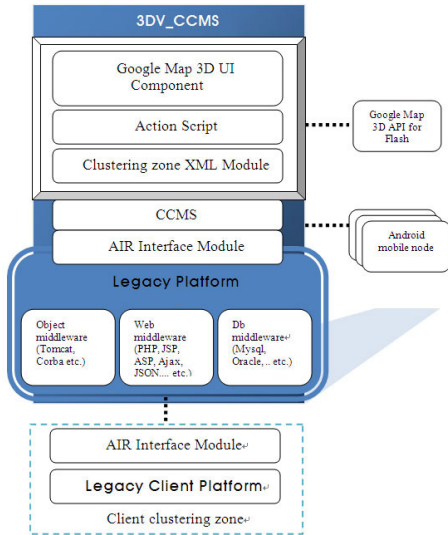 3DV_CCMS
Google Map 3D UI
Component
Action Script
Clustering zone XML Module
Google Map
3D API for
Flash
CCMS
AIR Interface Module
Android
mobile node
Legacy Platform
Object
middleware
(Tomcat,
Corba etc.)
Web
middleware
(PHP, JSP,
ASP, Ajax,
JSON.... etc.)
Db
middleware↵
(Mysql,
Oracle,.. etc.)
AIR Interface Module↵
Legacy Client Platform↵
Client clustering zone↵